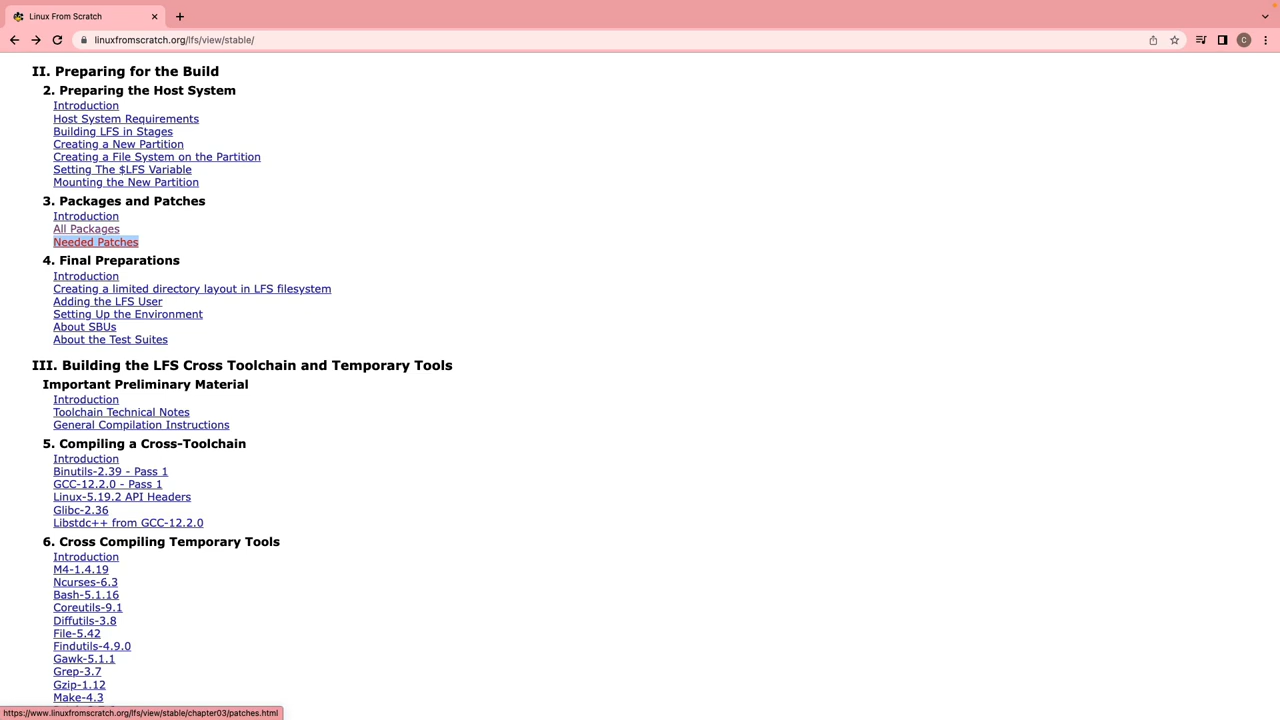 Linux From Scratch
linuxfromscratch.org/lfs/view/stable/
C
II. Preparing for the Build
2. Preparing the Host System
Introduction
Host System Requirements
Building LFS in Stages
Creating a New Partition
Creating a File System on the Partition
Setting The $LFS Variable
Mounting the New Partition
3. Packages and Patches
Introduction
All Packages
Needed Patches
4. Final Preparations
Introduction
Creating a limited directory layout in LFS filesystem
Adding the LFS User
Setting Up the Environment
About SBUs
About the Test Suites
III. Building the LFS Cross Toolchain and Temporary Tools
Important Preliminary Material
Introduction
Toolchain Technical Notes
General Compilation Instructions
5. Compiling a Cross-Toolchain
Introduction
Binutils-2.39 - Pass 1
GCC-12.2.0 - Pass 1
Linux-5.19.2 API Headers
Glibc-2.36
Libstdc++ from GCC-12.2.0
6. Cross Compiling Temporary Tools
Introduction
M4-1.4.19
Ncurses-6.3
Bash-5.1.16
Coreutils-9.1
Diffutils-3.8
File-5.42
Findutils-4.9.0
Gawk-5.1.1
Grep-3.7
Gzip-1.12
Make-4.3
https://www.linuxfromscratch.org/lfs/view/stable/chapter03/patches.html